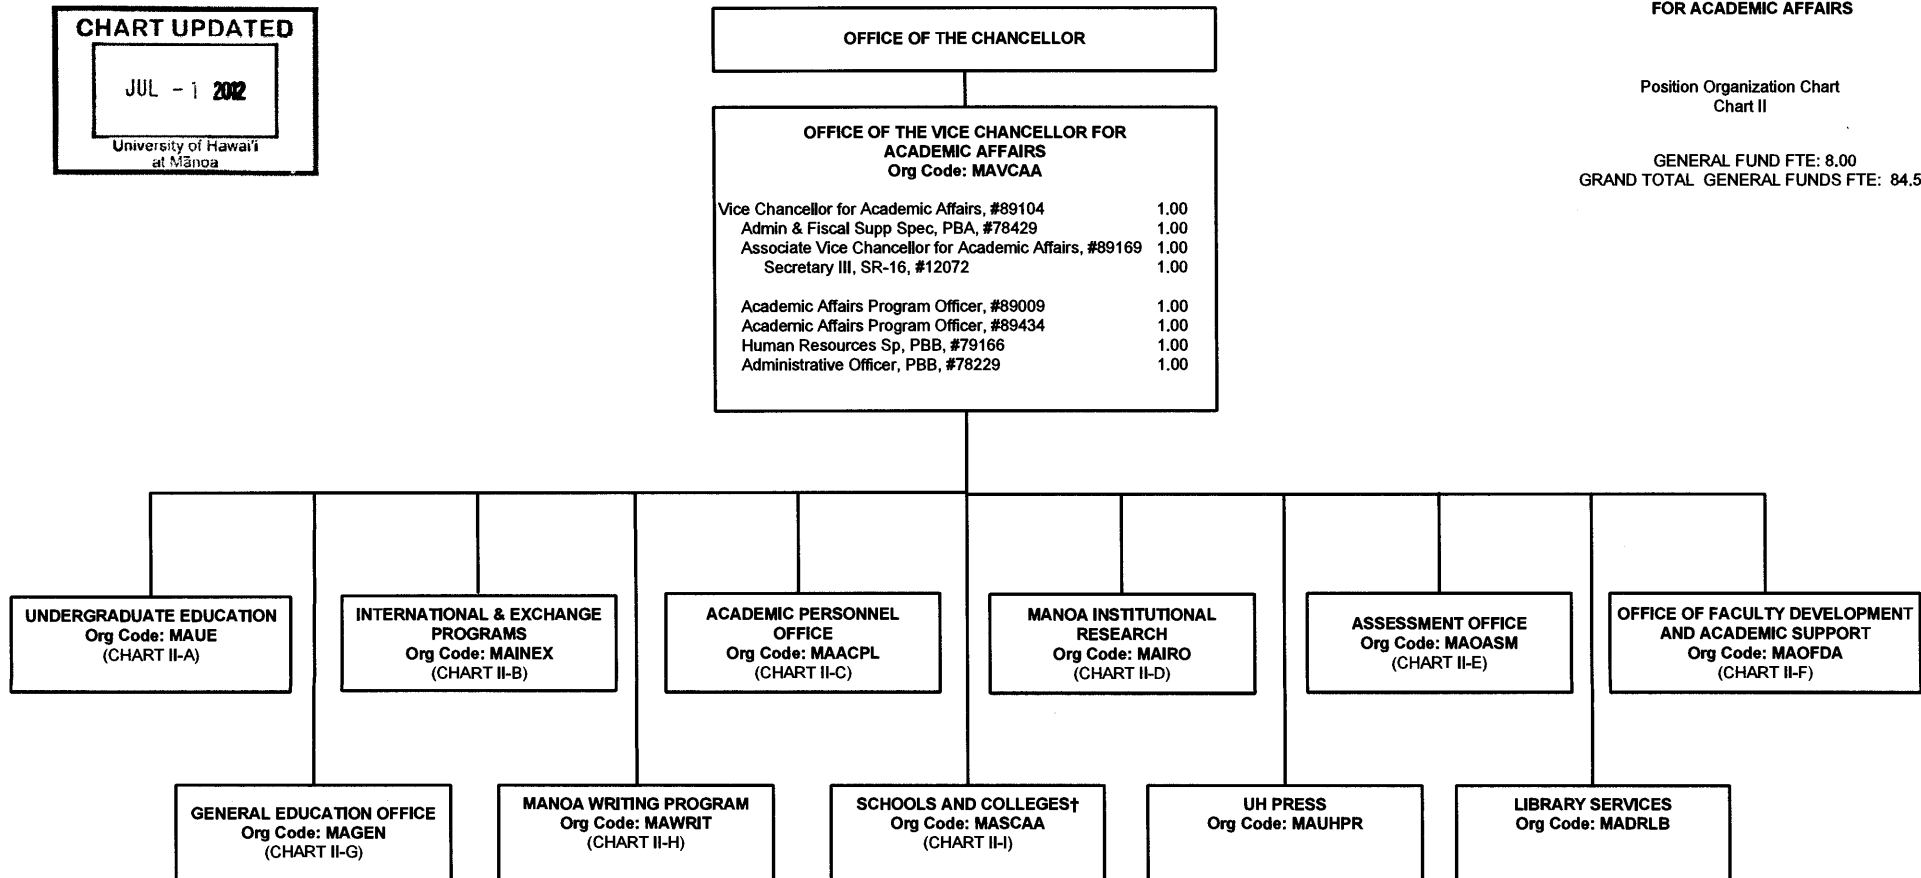 CHART UPDATED
JUL - 1 2012
University of Hawai'i
at Mānoa
FOR ACADEMIC AFFAIRS
Position Organization Chart
Chart II
GENERAL FUND FTE: 8.00
GRAND TOTAL GENERAL FUNDS FTE: 84.5
OFFICE OF THE CHANCELLOR
OFFICE OF THE VICE CHANCELLOR FOR
ACADEMIC AFFAIRS
Org Code: MAVCAA
Vice Chancellor for Academic Affairs, #89104 1.00
Admin & Fiscal Supp Spec, PBA, #78429 1.00
Associate Vice Chancellor for Academic Affairs, #89169 1.00
Secretary III, SR-16, #12072 1.00
Academic Affairs Program Officer, #89009 1.00
Academic Affairs Program Officer, #89434 1.00
Human Resources Sp, PBB, #79166 1.00
Administrative Officer, PBB, #78229 1.00
UNDERGRADUATE EDUCATION
Org Code: MAUE
(CHART II-A)
INTERNATIONAL & EXCHANGE
PROGRAMS
Org Code: MAINEX
(CHART II-B)
ACADEMIC PERSONNEL
OFFICE
Org Code: MAACPL
(CHART II-C)
MANOA INSTITUTIONAL
RESEARCH
Org Code: MAIRO
(CHART II-D)
ASSESSMENT OFFICE
Org Code: MAOASM
(CHART II-E)
OFFICE OF FACULTY DEVELOPMENT
AND ACADEMIC SUPPORT
Org Code: MAOFDA
(CHART II-F)
GENERAL EDUCATION OFFICE
Org Code: MAGEN
(CHART II-G)
MANOA WRITING PROGRAM
Org Code: MAWRIT
(CHART II-H)
SCHOOLS AND COLLEGES†
Org Code: MASCAA
(CHART II-I)
UH PRESS
Org Code: MAUHPR
LIBRARY SERVICES
Org Code: MADRLB